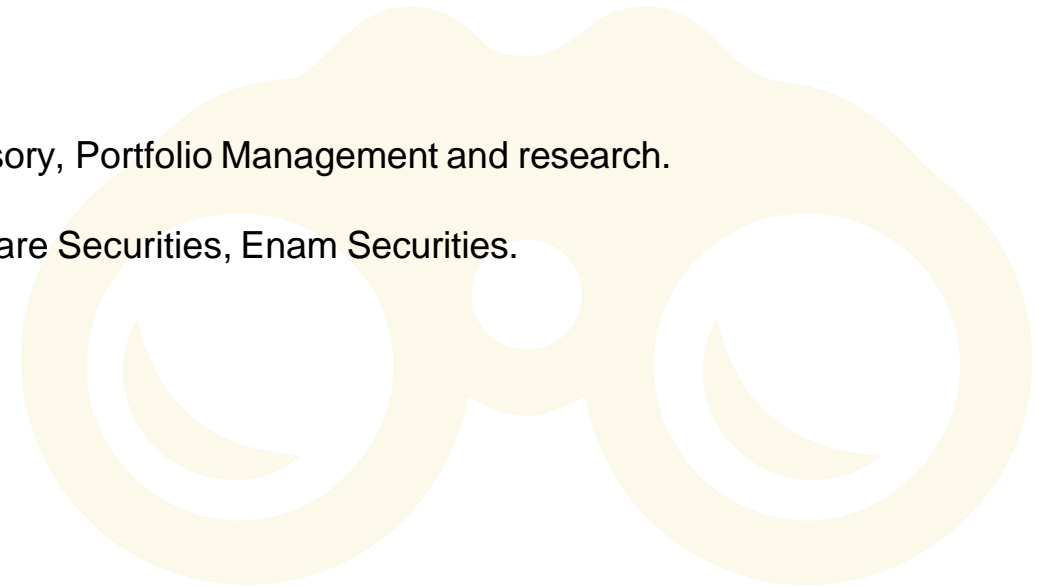 sory, Portfolio Management and research.
are Securities, Enam Securities.